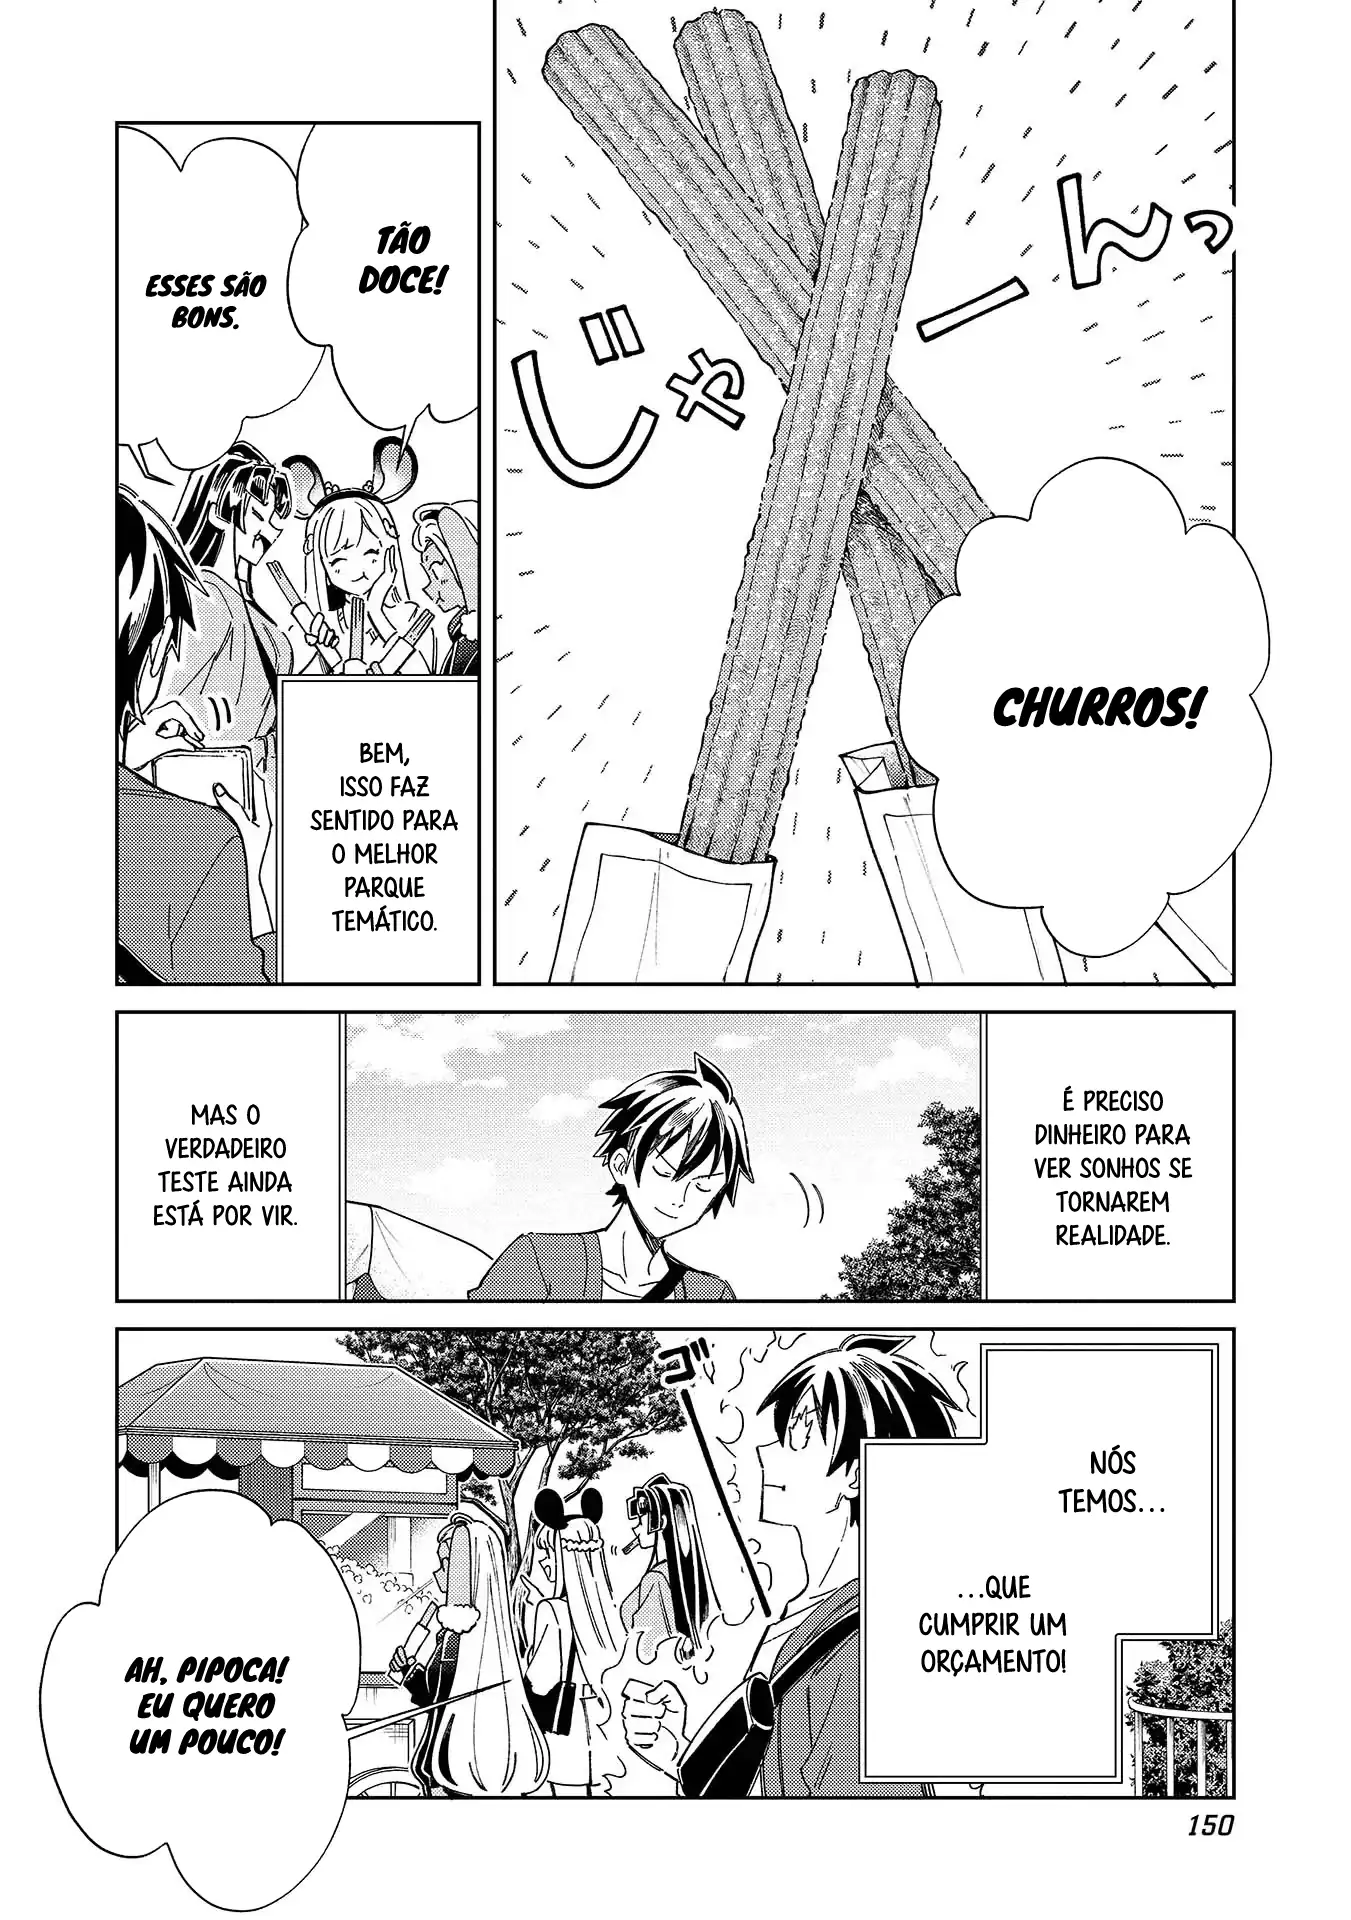 CHURROS!
じゃーんっ
TÃO
DOCE!
ESSES SÃO
BONS.
BEM,
ISSO FAZ
SENTIDO PARA
O MELHOR
PARQUE
TEMÁTICO.
É PRECISO
DINHEIRO PARA
VER SONHOS SE
TORNAREM
REALIDADE.
MAS O
VERDADEIRO
TESTE AINDA
ESTÁ POR VIR.
NÓS
TEMOS...
...QUE
CUMPRIR UM
ORÇAMENTO!
ゴー
AH, PIPOCA!
EU QUERO
UM POUCO!
150